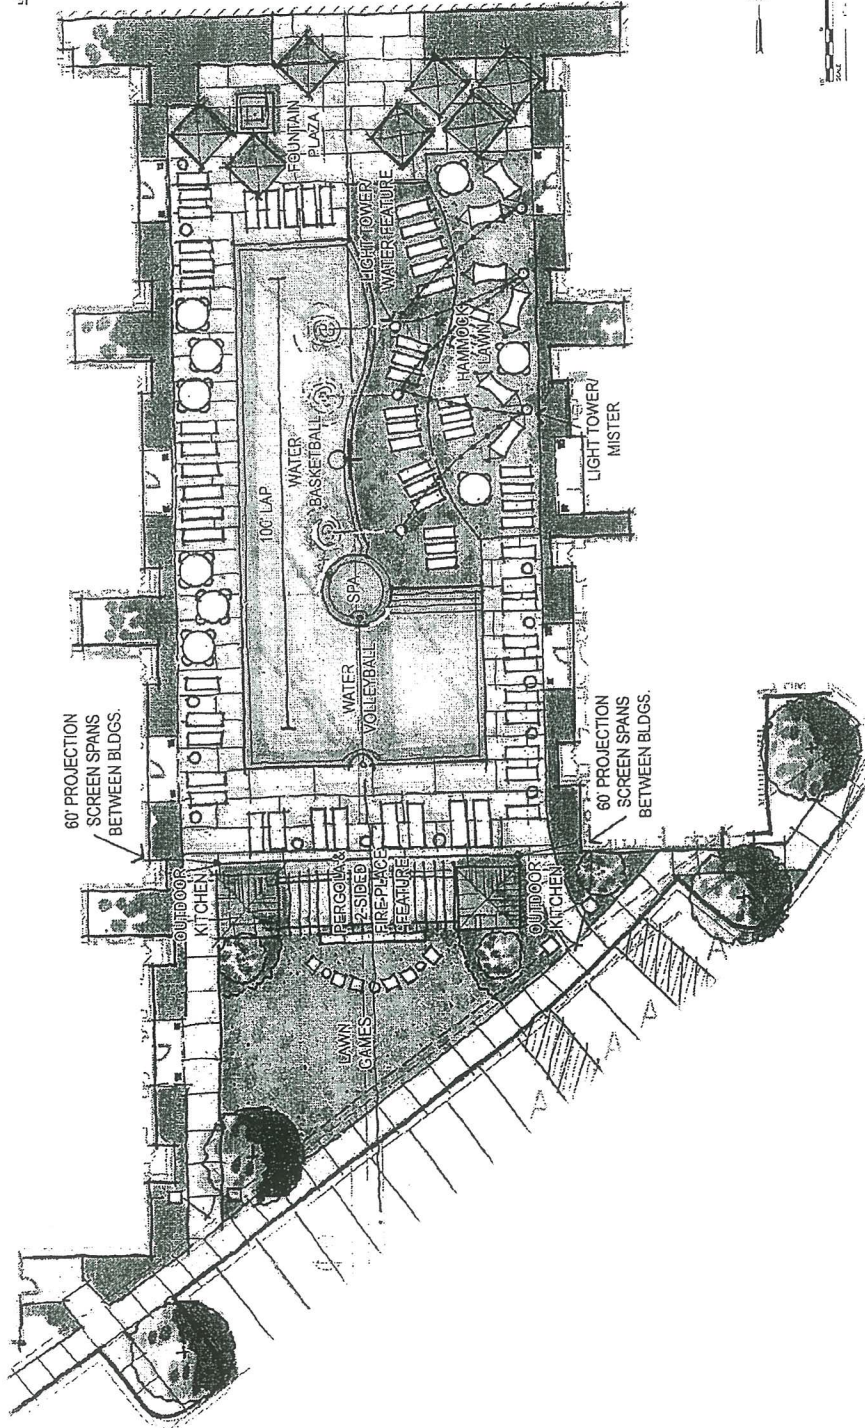 60' PROJECTION
SCREEN SPANS
BETWEEN BLDGS.
OUTDOOR
KITCHEN
LAWN
GAMES
PERGOLA &
2-SIDED
FIRE-PLACE
FEATURE
OUTDOOR
KITCHEN
60' PROJECTION
SCREEN SPANS
BETWEEN BLDGS.
100' LAP
WATER
VOLLEYBALL
SPA
WATER
BASKETBALL
LIGHT TOWER/
WATER FEATURE
HAMMOCK
LAWN
LIGHT TOWER/
MISTER
FOUNTAIN
PLAZA
SCALE